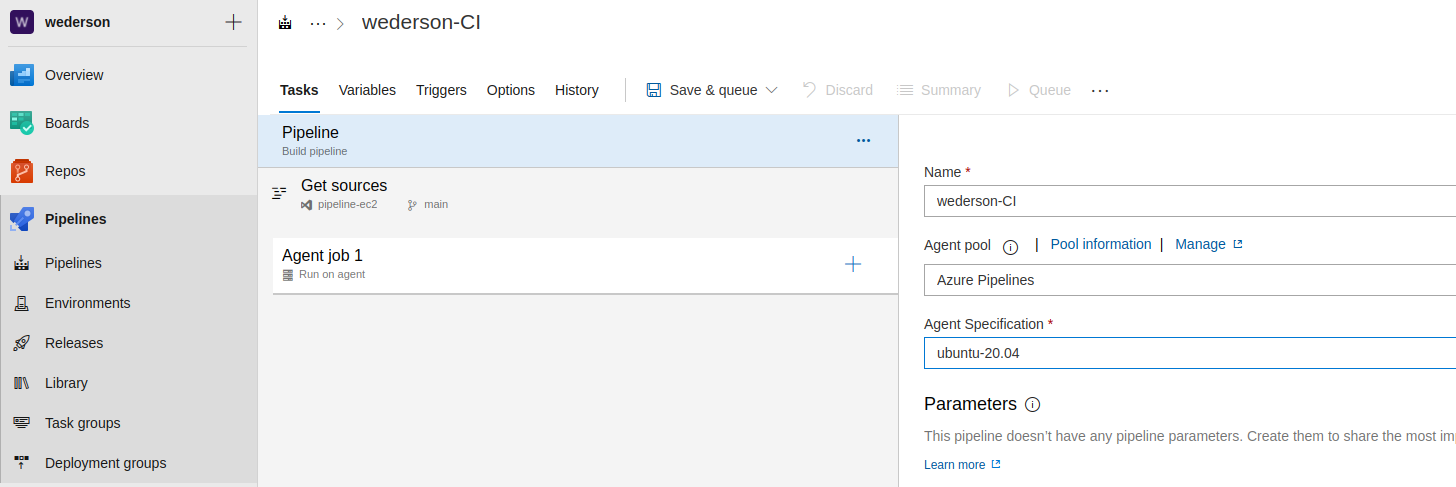 W wederson
Overview
Boards
Repos
Pipelines
Pipelines
Environments
Releases
Library
Task groups
Deployment groups
··· > wederson-CI
Tasks Variables Triggers Options History Save & queue Discard Summary Queue ···
Pipeline
Build pipeline
Get sources
pipeline-ec2 main
Agent job 1
Run on agent
Name *
wederson-CI
Agent pool | Pool information | Manage
Azure Pipelines
Agent Specification *
ubuntu-20.04
Parameters
This pipeline doesn’t have any pipeline parameters. Create them to share the most im
Learn more